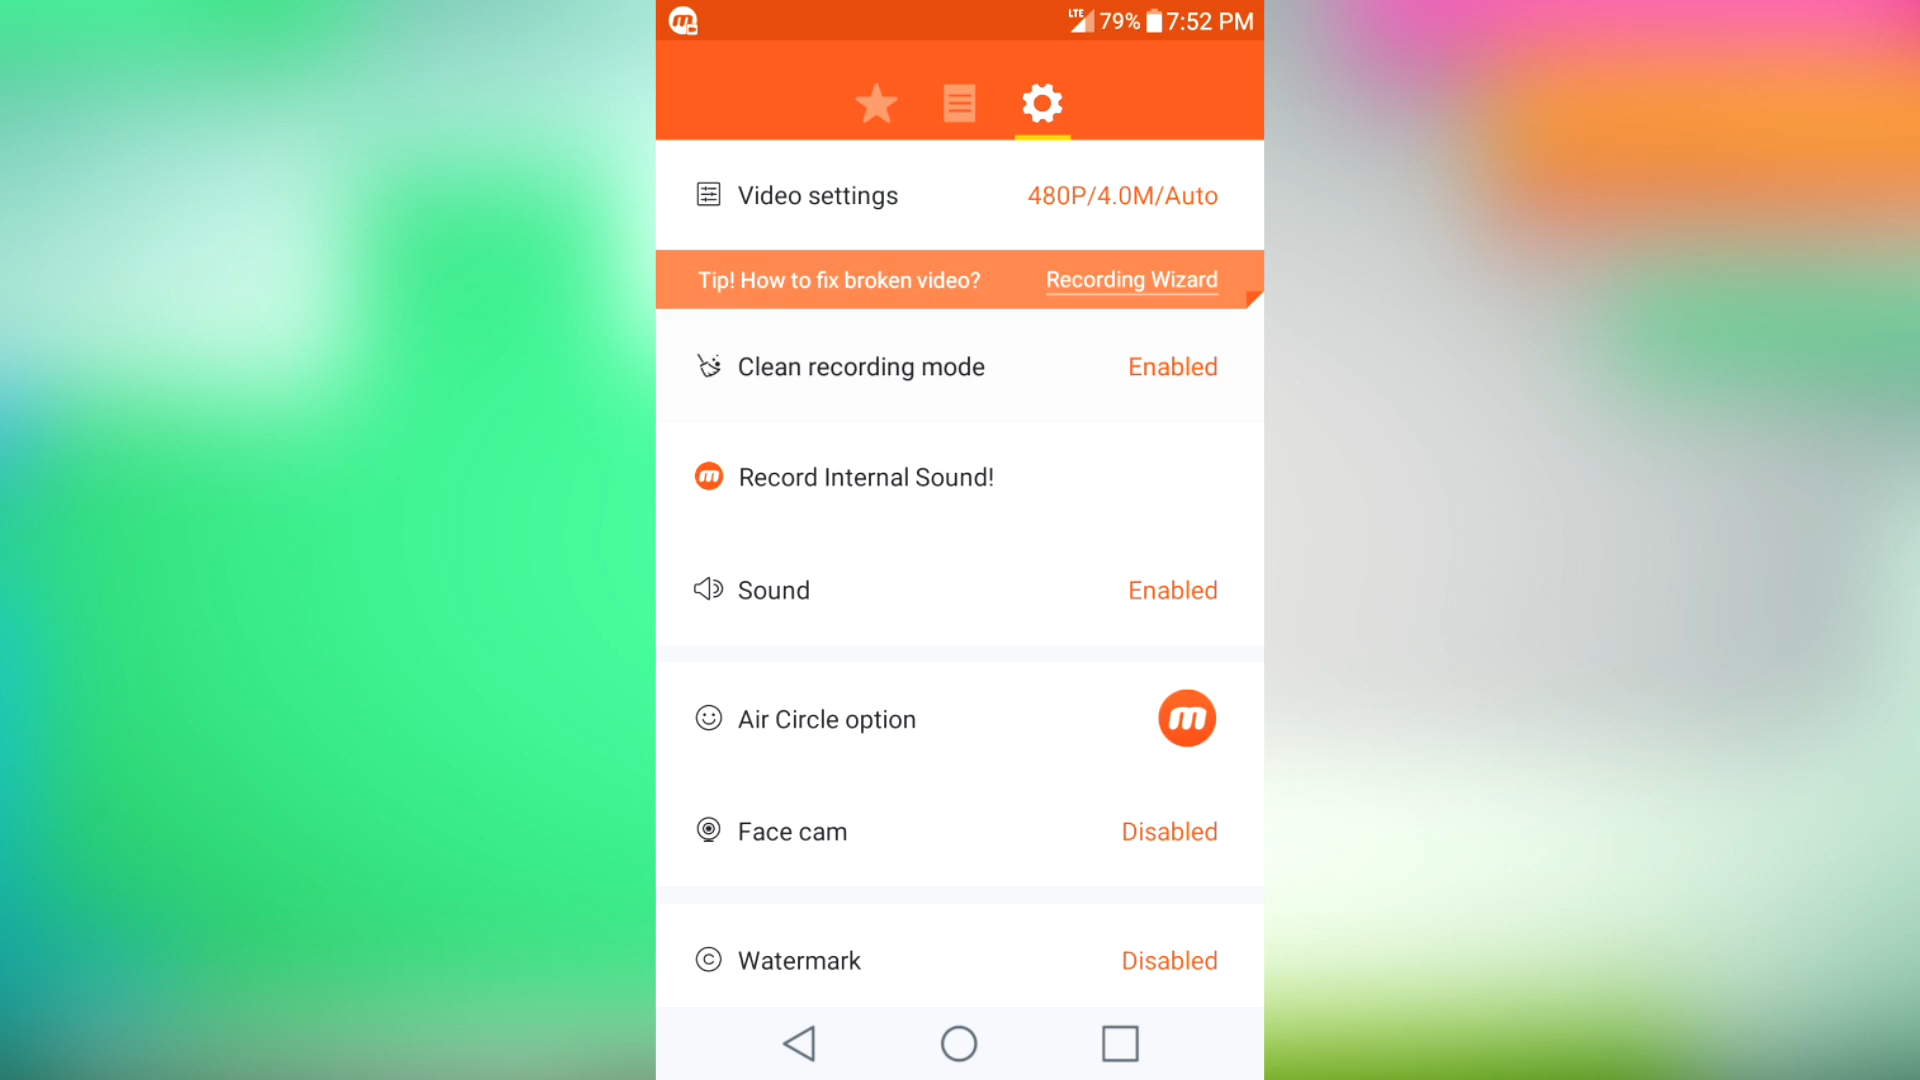 LTE 79% 7:52 PM
Video settings 480P/4.0M/Auto
Tip! How to fix broken video? Recording Wizard
Clean recording mode Enabled
Record Internal Sound!
Sound Enabled
Air Circle option
Face cam Disabled
Watermark Disabled